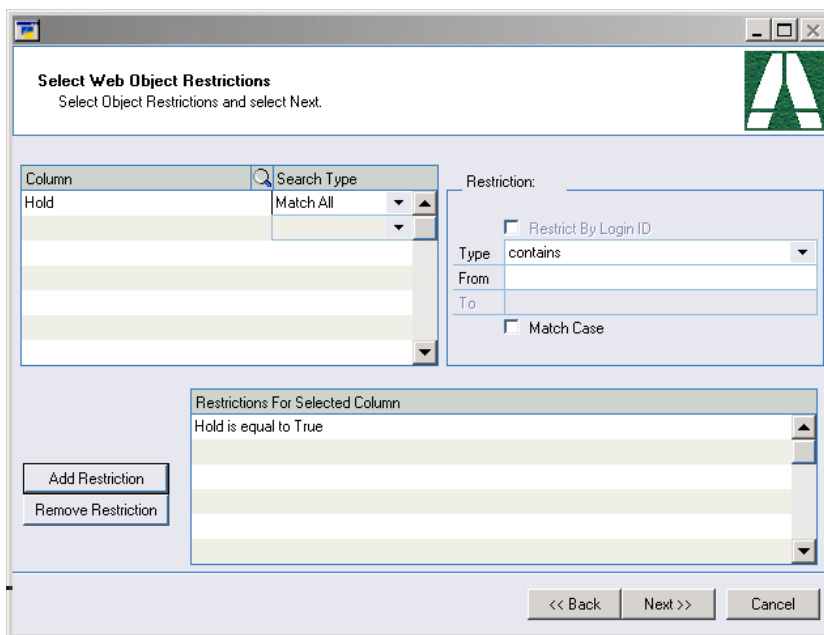 Select Web Object Restrictions
Select Object Restrictions and select Next.
Column Search Type
Hold Match All
Restriction:
Restrict By Login ID
Type contains
From
To
Match Case
Restrictions For Selected Column
Hold is equal to True
Add Restriction
Remove Restriction
<< Back Next >> Cancel